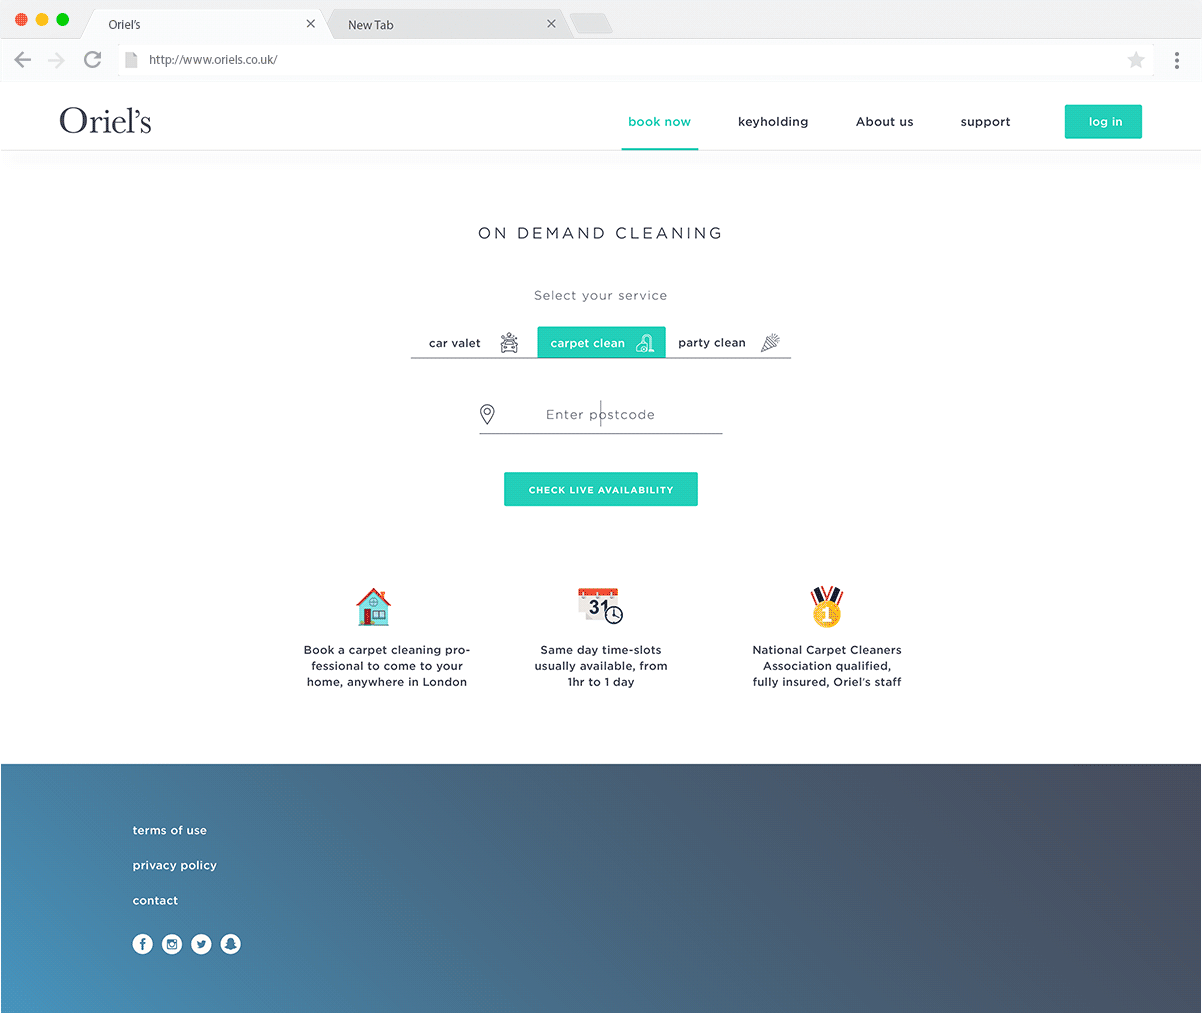 Oriel's
New Tab
http://www.oriels.co.uk/
Oriel's
book now
keyholding
About us
support
log in
ON DEMAND CLEANING
Select your service
car valet
carpet clean
party clean
Enter postcode
CHECK LIVE AVAILABILITY
31
1
Book a carpet cleaning pro-
fessional to come to your
home, anywhere in London
Same day time-slots
usually available, from
1hr to 1 day
National Carpet Cleaners
Association qualified,
fully insured, Oriel's staff
terms of use
privacy policy
contact